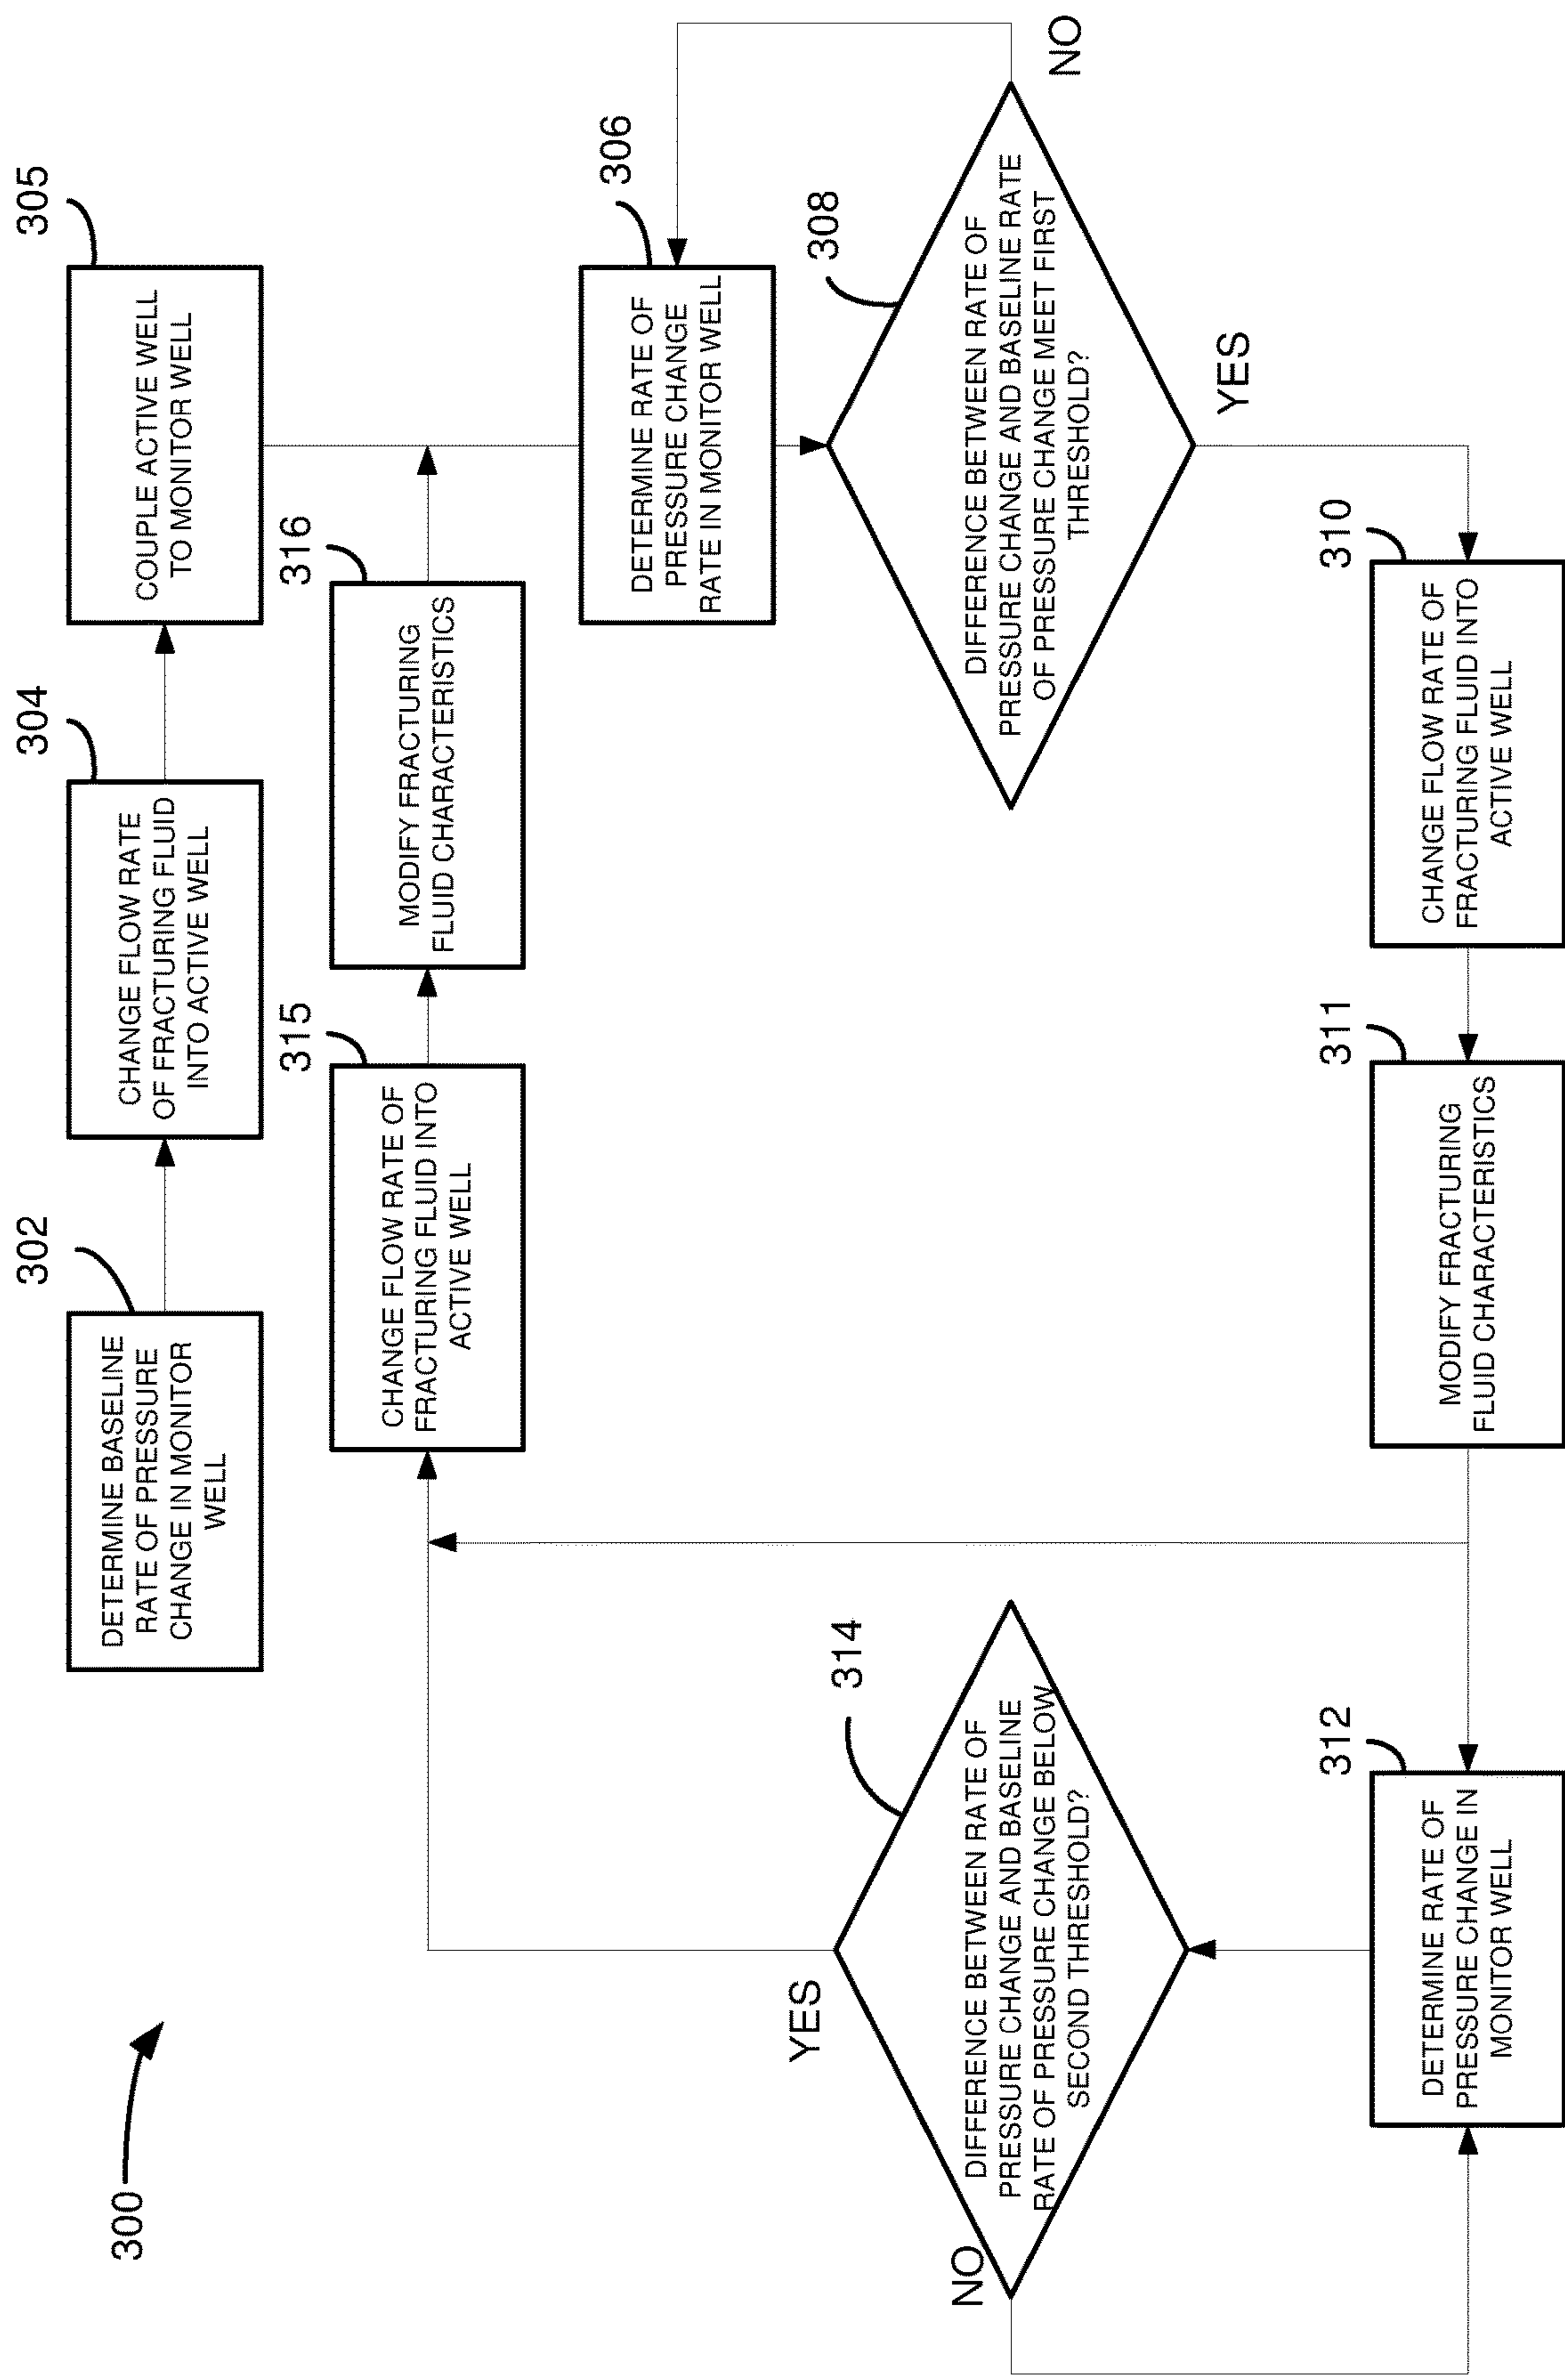 300
302
DETERMINE BASELINE
RATE OF PRESSURE
CHANGE IN MONITOR
WELL
304
CHANGE FLOW RATE
OF FRACTURING FLUID
INTO ACTIVE WELL
305
COUPLE ACTIVE WELL
TO MONITOR WELL
315
CHANGE FLOW RATE OF
FRACTURING FLUID INTO
ACTIVE WELL
316
MODIFY FRACTURING
FLUID CHARACTERISTICS
306
DETERMINE RATE OF
PRESSURE CHANGE
RATE IN MONITOR WELL
308
DIFFERENCE BETWEEN RATE OF
PRESSURE CHANGE AND BASELINE RATE
OF PRESSURE CHANGE MEET FIRST
THRESHOLD?
NO
YES
310
CHANGE FLOW RATE OF
FRACTURING FLUID INTO
ACTIVE WELL
311
MODIFY FRACTURING
FLUID CHARACTERISTICS
312
DETERMINE RATE OF
PRESSURE CHANGE IN
MONITOR WELL
314
DIFFERENCE BETWEEN RATE OF
PRESSURE CHANGE AND BASELINE
RATE OF PRESSURE CHANGE BELOW
SECOND THRESHOLD?
YES
NO